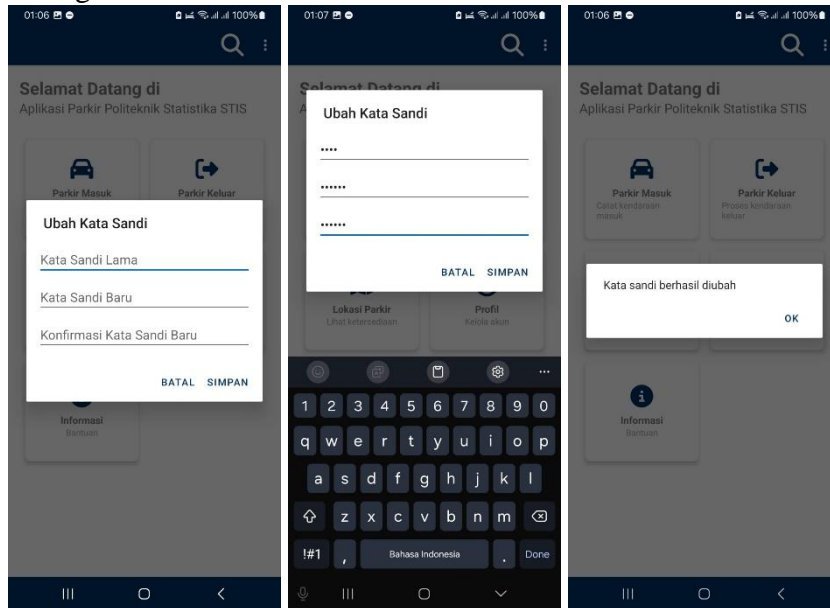 01:06
100%
Selamat Datang di
Aplikasi Parkir Politeknik Statistika STIS
Parkir Masuk
Parkir Keluar
Ubah Kata Sandi
Kata Sandi Lama
Kata Sandi Baru
Konfirmasi Kata Sandi Baru
BATAL SIMPAN
Informasi
Bantuan
01:07
100%
Selamat Datang di
Ubah Kata Sandi
••••
••••••
••••••
BATAL SIMPAN
Lokasi Parkir
Lihat ketersediaan
Profil
Kelola akun
1 2 3 4 5 6 7 8 9 0
q w e r t y u i o p
a s d f g h j k l
z x c v b n m
!#1 , Bahasa Indonesia . Done
01:06
100%
Selamat Datang di
Aplikasi Parkir Politeknik Statistika STIS
Parkir Masuk
Catat kendaraan
masuk
Parkir Keluar
Proses kendaraan
keluar
Kata sandi berhasil diubah
OK
Informasi
Bantuan